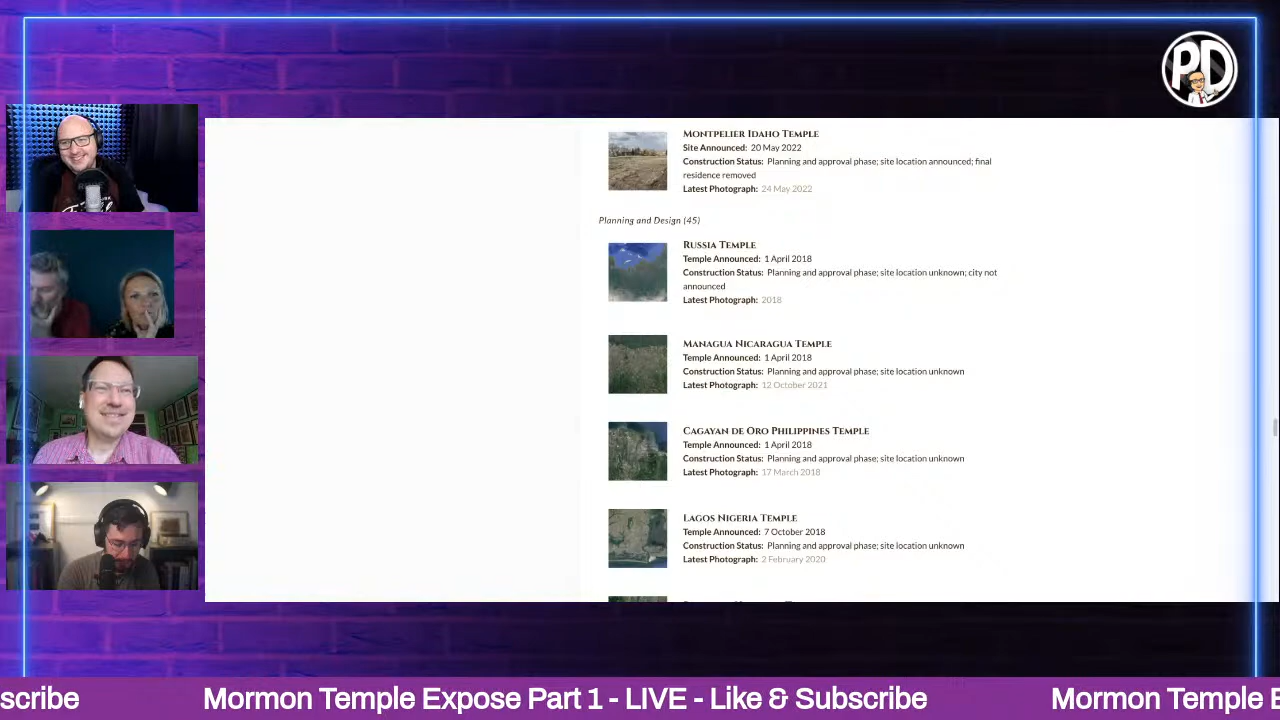 PD
MONTPELIER IDAHO TEMPLE
Site Announced: 20 May 2022
Construction Status: Planning and approval phase; site location announced; final
residence removed
Latest Photograph: 24 May 2022
Planning and Design (45)
RUSSIA TEMPLE
Temple Announced: 1 April 2018
Construction Status: Planning and approval phase; site location unknown; city not
announced
Latest Photograph: 2018
MANAGUA NICARAGUA TEMPLE
Temple Announced: 1 April 2018
Construction Status: Planning and approval phase; site location unknown
Latest Photograph: 12 October 2021
CAGAYAN DE ORO PHILIPPINES TEMPLE
Temple Announced: 1 April 2018
Construction Status: Planning and approval phase; site location unknown
Latest Photograph: 17 March 2018
LAGOS NIGERIA TEMPLE
Temple Announced: 7 October 2018
Construction Status: Planning and approval phase; site location unknown
Latest Photograph: 2 February 2020
scribe Mormon Temple Expose Part 1 - LIVE - Like & Subscribe Mormon Temple E